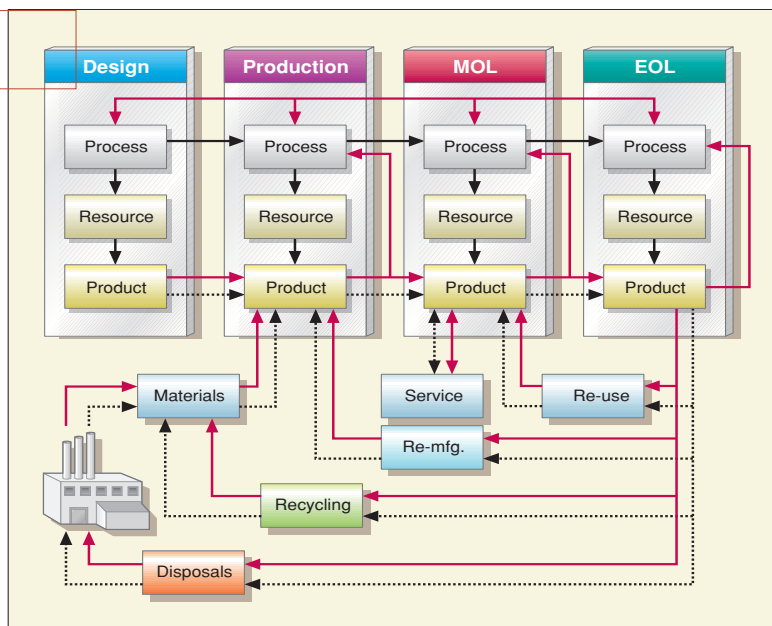 Design Production MOL EOL
Process Process Process Process
Resource Resource Resource Resource
Product Product Product Product
Materials Service Re-use
Re-mfg.
Recycling
Disposals